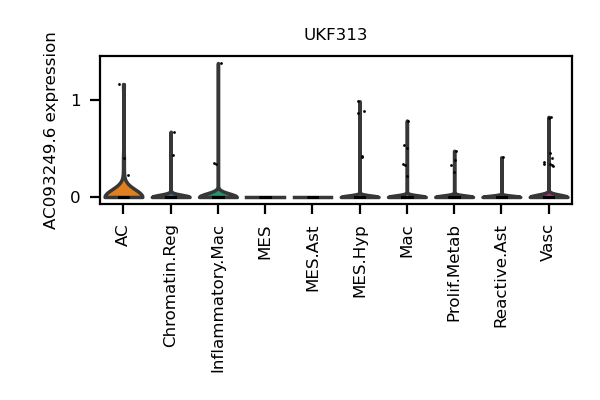 UKF313
AC093249.6 expression
1
0
AC
Chromatin.Reg
Inflammatory.Mac
MES
MES.Ast
MES.Hyp
Mac
Prolif.Metab
Reactive.Ast
Vasc